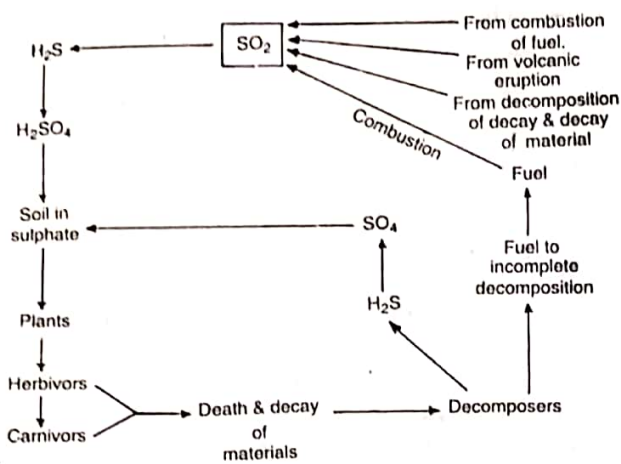 From combustion
of fuel.
H₂S
SO₂
From volcanic
eruption
From decomposition
of decay & decay
of material
H₂SO₄
Combustion
Fuel
Soil in
sulphate
SO₄
Fuel to
incomplete
decomposition
H₂S
Plants
Herbivors
Death & decay
of
materials
Decomposers
Carnivors